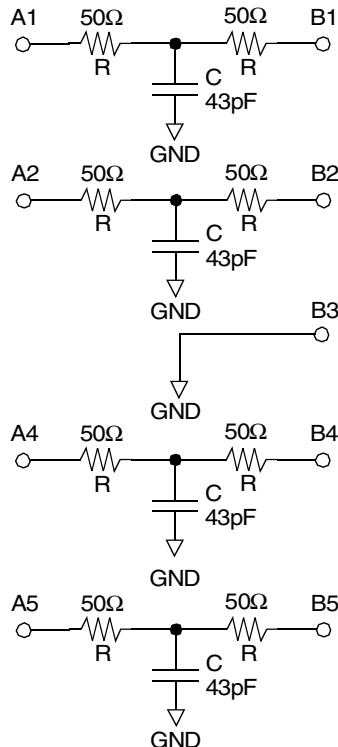 A1 50Ω 50Ω B1
R R
C
43pF
GND
A2 50Ω 50Ω B2
R R
C
43pF
GND
B3
GND
A4 50Ω 50Ω B4
R R
C
43pF
GND
A5 50Ω 50Ω B5
R R
C
43pF
GND